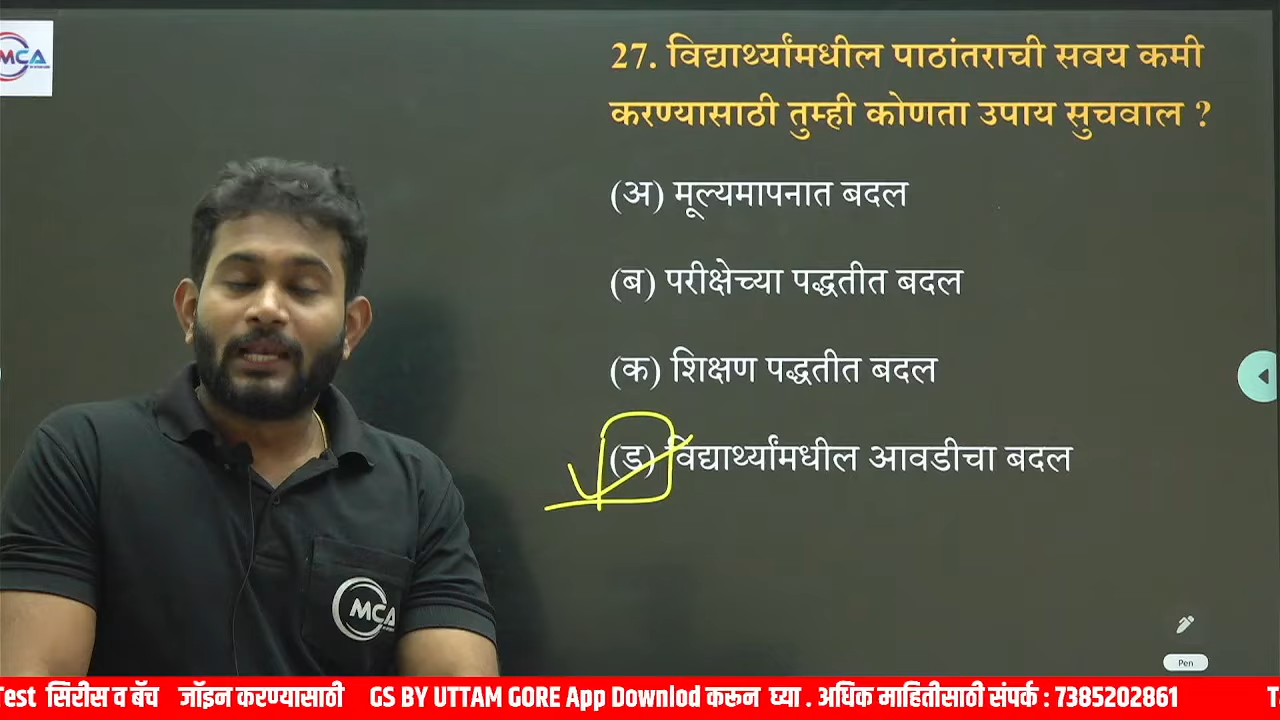 MCA
27. विद्यार्थ्यांमधील पाठांतराची सवय कमी
करण्यासाठी तुम्ही कोणता उपाय सुचवाल ?
(अ) मूल्यमापनात बदल
(ब) परीक्षेच्या पद्धतीत बदल
(क) शिक्षण पद्धतीत बदल
(ड) विद्यार्थ्यांमधील आवडीचा बदल
MCA
Pen
Test सिरीस व बॅच जॉइन करण्यासाठी GS BY UTTAM GORE App Downlod करून घ्या . अधिक माहितीसाठी संपर्क : 7385202861 T